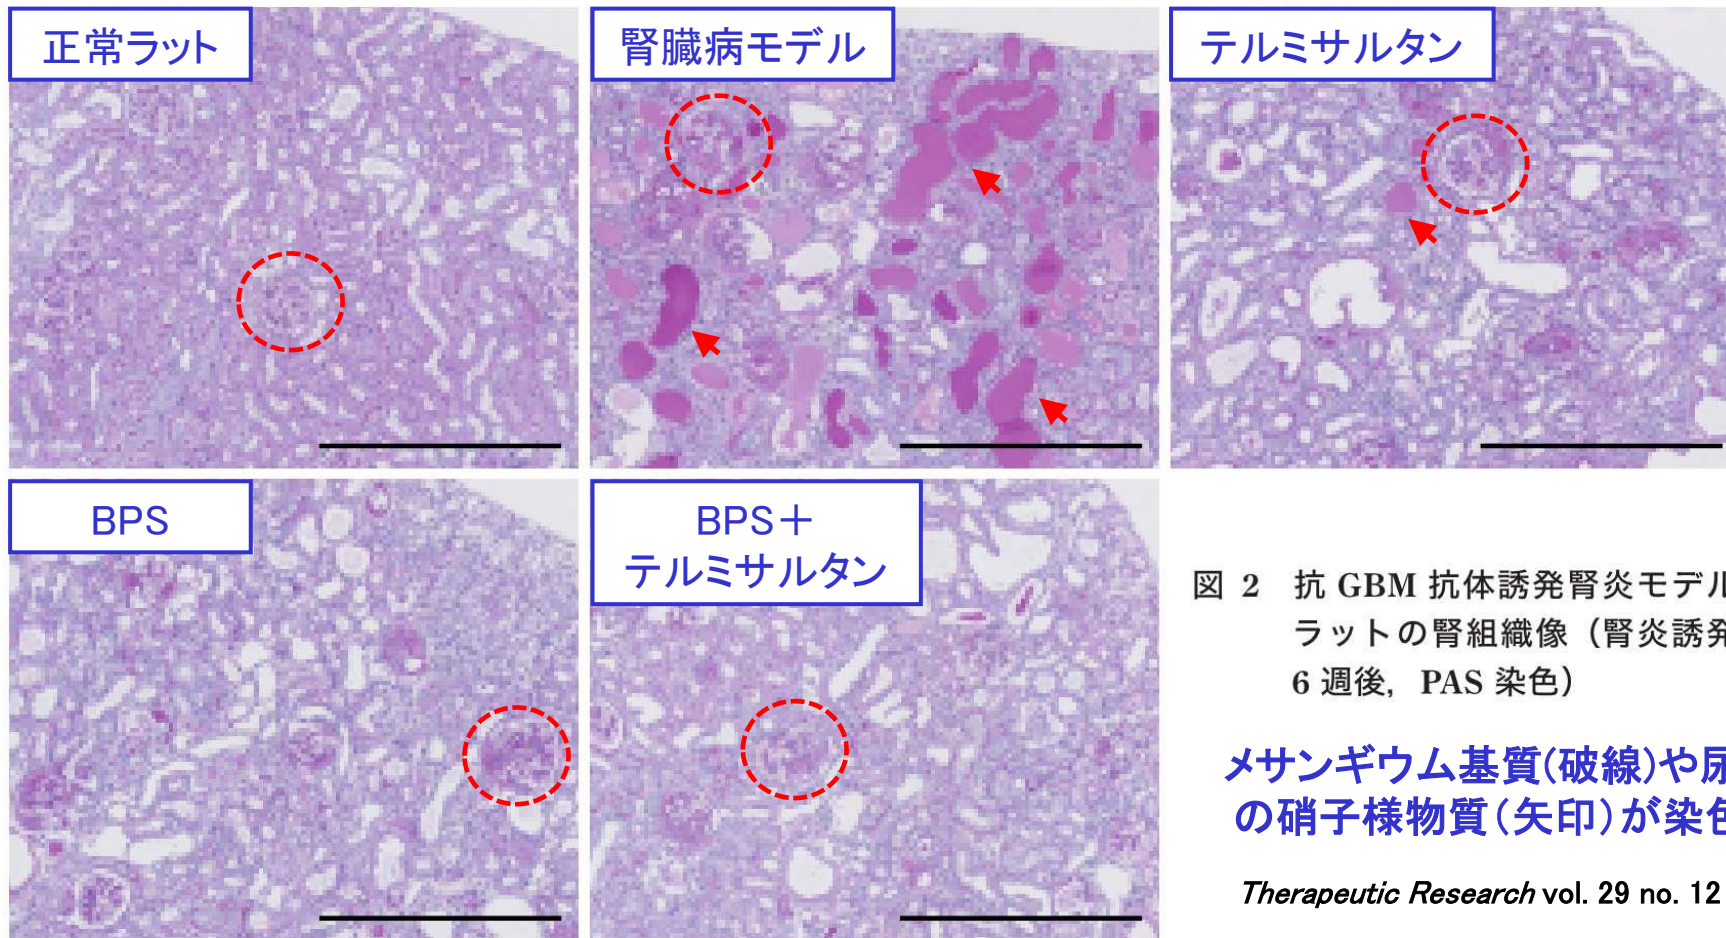 正常ラット
腎臓病モデル
テルミサルタン
BPS
BPS＋
テルミサルタン
図 2 抗 GBM 抗体誘発腎炎モデル
ラットの腎組織像（腎炎誘発
6 週後，PAS 染色）
メサンギウム基質(破線)や尿
の硝子様物質（矢印）が染色
Therapeutic Research vol. 29 no. 12